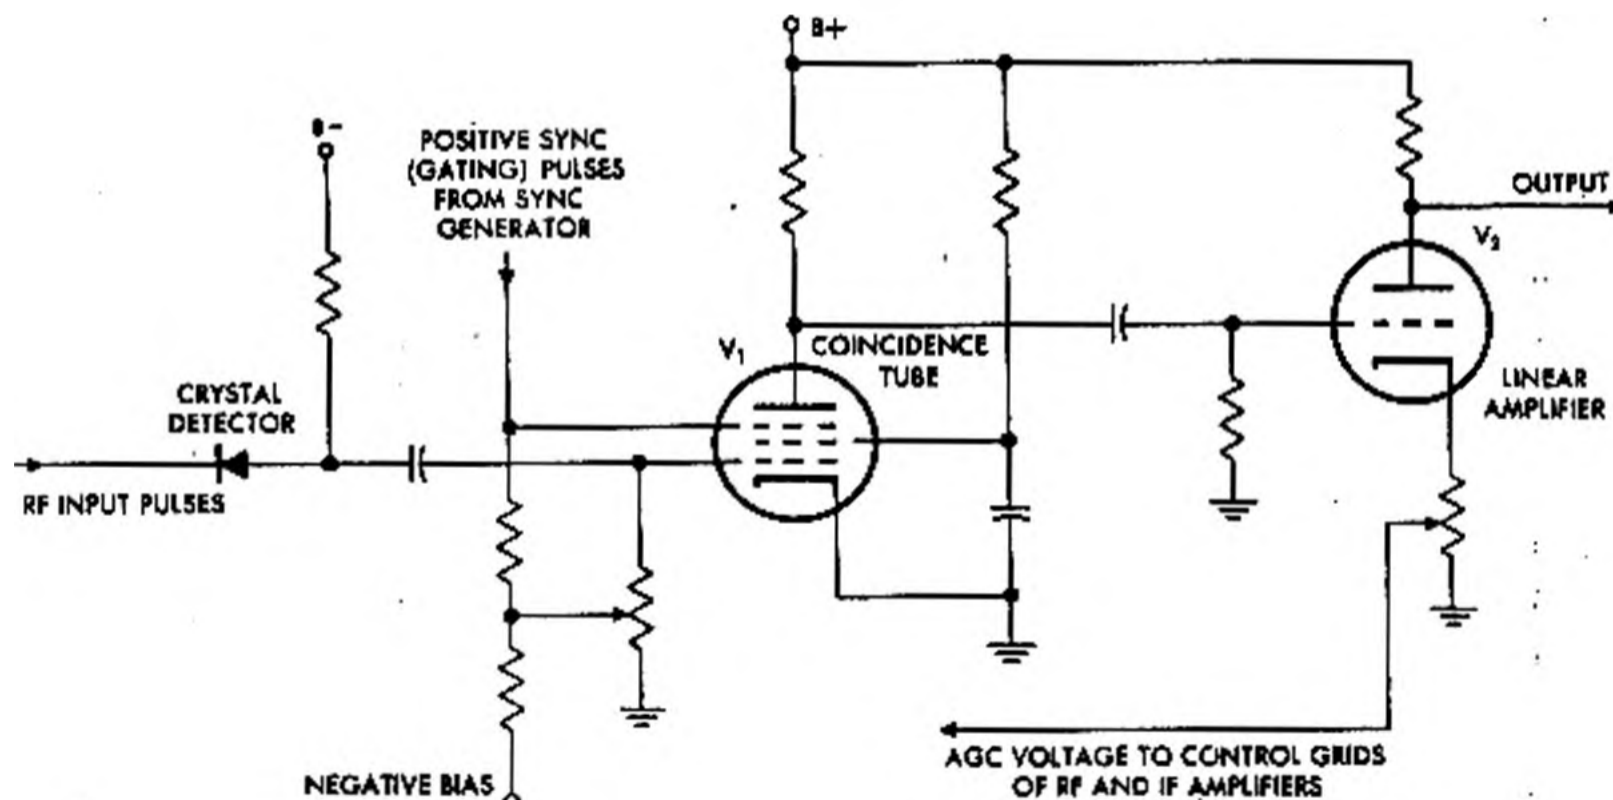 B+
B-
POSITIVE SYNC
(GATING) PULSES
FROM SYNC
GENERATOR
OUTPUT
V2
V1
COINCIDENCE
TUBE
CRYSTAL
DETECTOR
LINEAR
AMPLIFIER
RF INPUT PULSES
NEGATIVE BIAS
AGC VOLTAGE TO CONTROL GRIDS
OF RF AND IF AMPLIFIERS